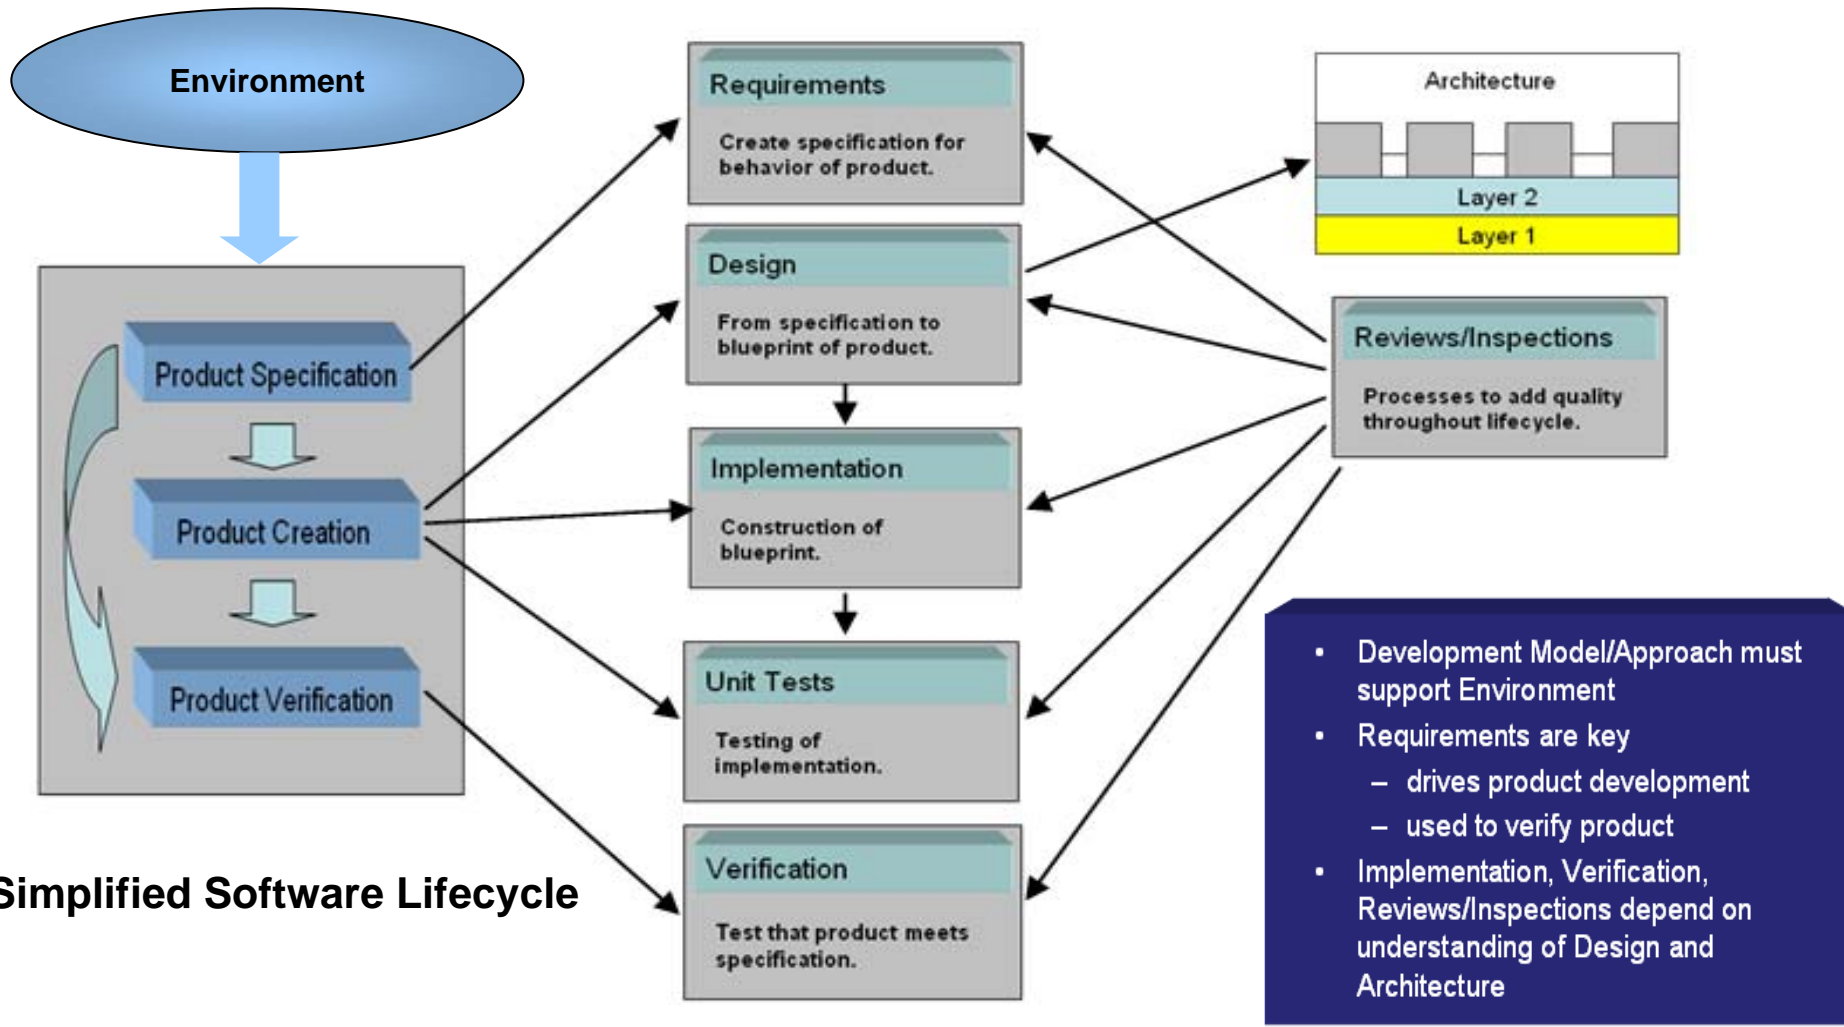 Environment
Product Specification
Product Creation
Product Verification
Simplified Software Lifecycle
Requirements
Create specification for
behavior of product.
Design
From specification to
blueprint of product.
Implementation
Construction of
blueprint.
Unit Tests
Testing of
implementation.
Verification
Test that product meets
specification.
Architecture
Layer 2
Layer 1
Reviews/Inspections
Processes to add quality
throughout lifecycle.
• Development Model/Approach must
support Environment
• Requirements are key
– drives product development
– used to verify product
• Implementation, Verification,
Reviews/Inspections depend on
understanding of Design and
Architecture